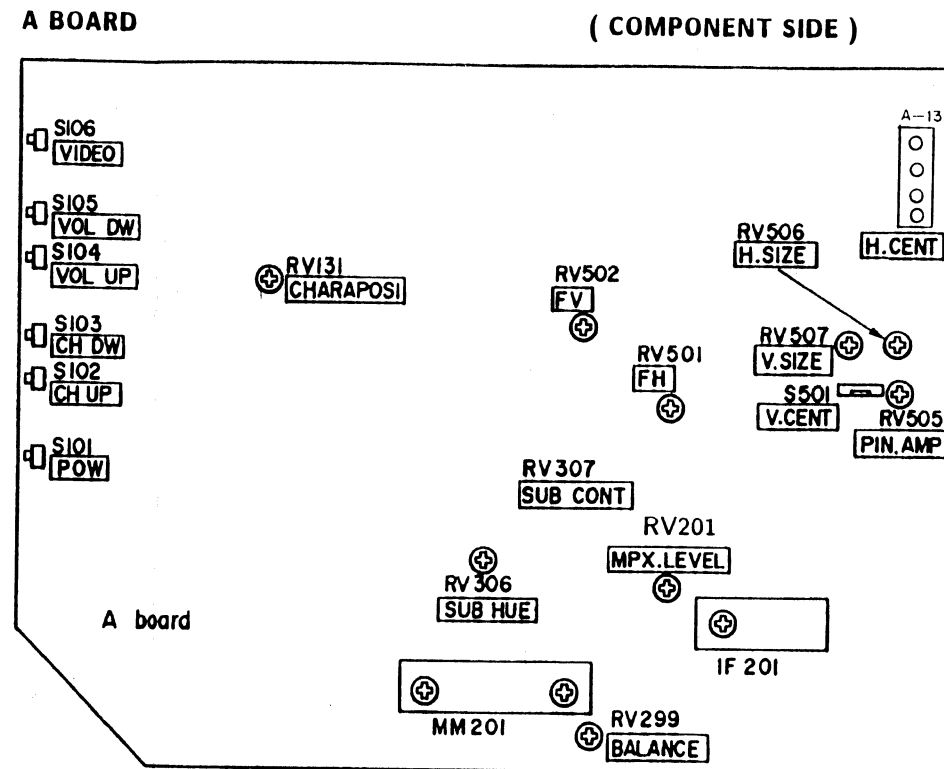 A BOARD
( COMPONENT SIDE )
A-13
S106
VIDEO
S105
VOL DW
S104
VOL UP
RV131
CHARAPOSI
RV502
FV
RV506
H.SIZE
H.CENT
S103
CH DW
S102
CH UP
RV501
FH
RV507
V.SIZE
S501
V.CENT
RV505
PIN.AMP
S101
POW
RV307
SUB CONT
RV201
MPX.LEVEL
RV306
SUB HUE
A board
IF 201
MM201
RV299
BALANCE